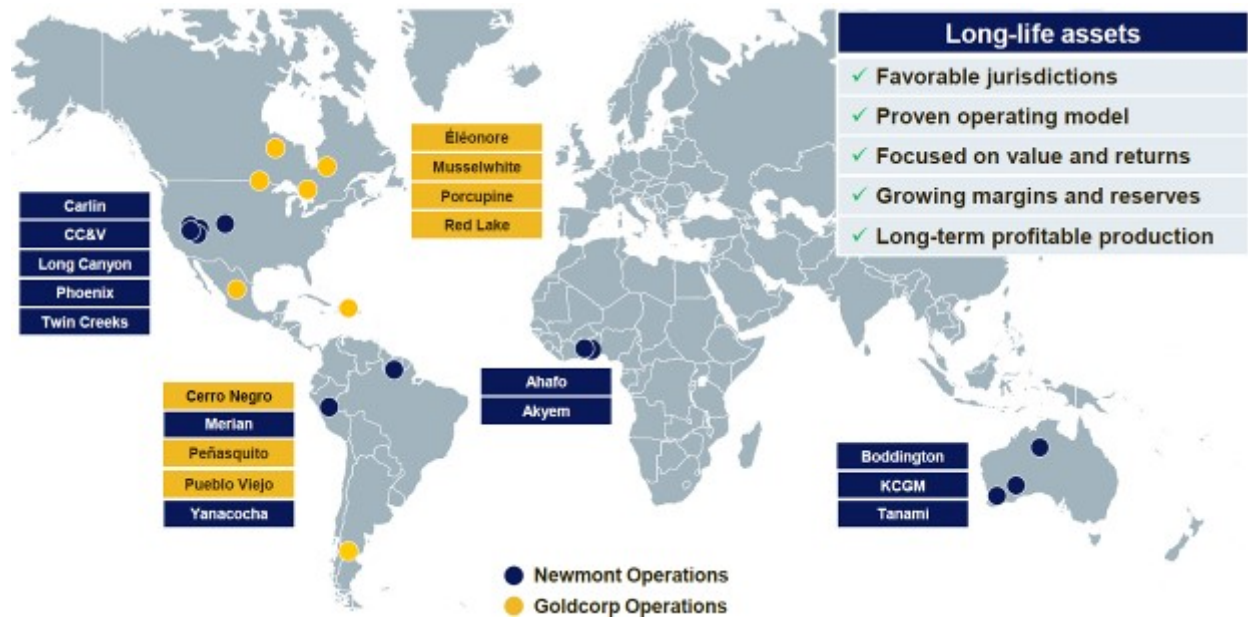 Long-life assets
✓ Favorable jurisdictions
✓ Proven operating model
✓ Focused on value and returns
✓ Growing margins and reserves
✓ Long-term profitable production
Éléonore
Musselwhite
Porcupine
Red Lake
Carlin
CC&V
Long Canyon
Phoenix
Twin Creeks
Cerro Negro
Merian
Peñasquito
Pueblo Viejo
Yanacocha
Ahafo
Akyem
Boddington
KCGM
Tanami
Newmont Operations
Goldcorp Operations